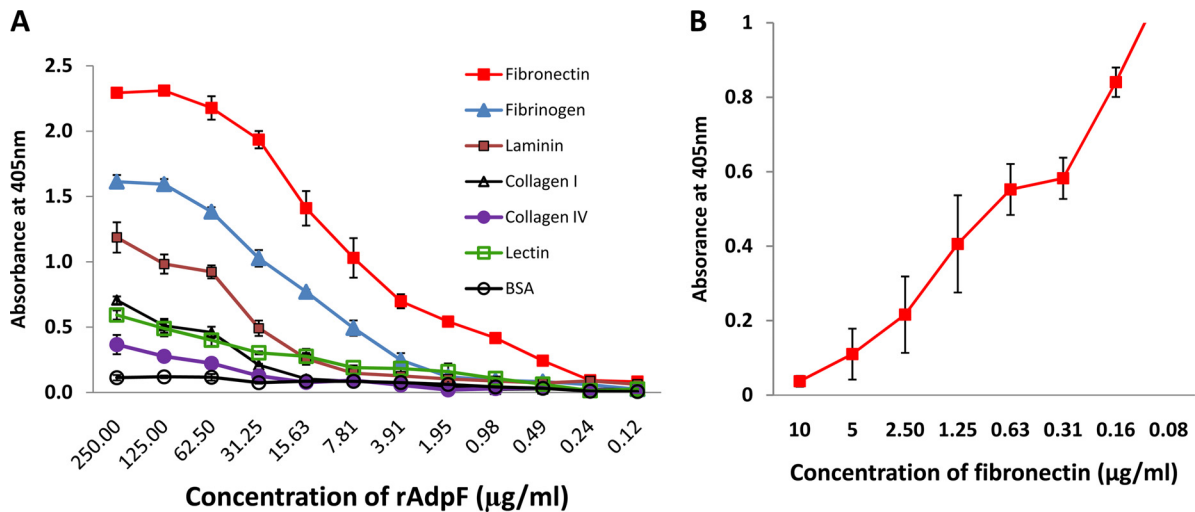 A
Absorbance at 405nm
2.5
2.0
1.5
1.0
0.5
0.0
Fibronectin
Fibrinogen
Laminin
Collagen I
Collagen IV
Lectin
BSA
250.00 125.00 62.50 31.25 15.63 7.81 3.91 1.95 0.98 0.49 0.24 0.12
Concentration of rAdpF (µg/ml)
B
Absorance at 405nm
1
0.8
0.6
0.4
0.2
0
10 5 2.50 1.25 0.63 0.31 0.16 0.08
Concentration of fibronectin (µg/ml)